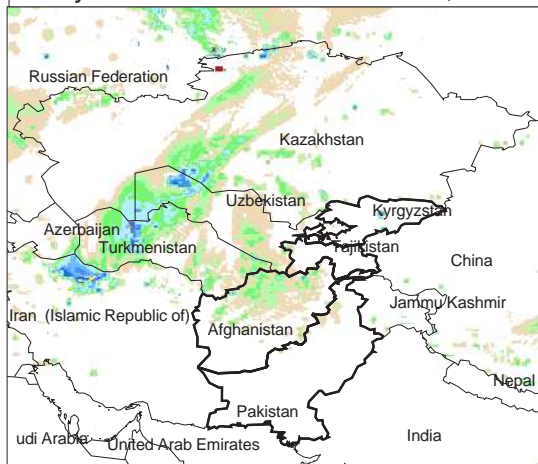 Russian Federation
Kazakhstan
Uzbekistan
Kyrgyzstan
Azerbaijan
Turkmenistan
Tajikistan
China
Jammu Kashmir
Iran (Islamic Republic of)
Afghanistan
Nepal
Pakistan
udi Arabia
United Arab Emirates
India